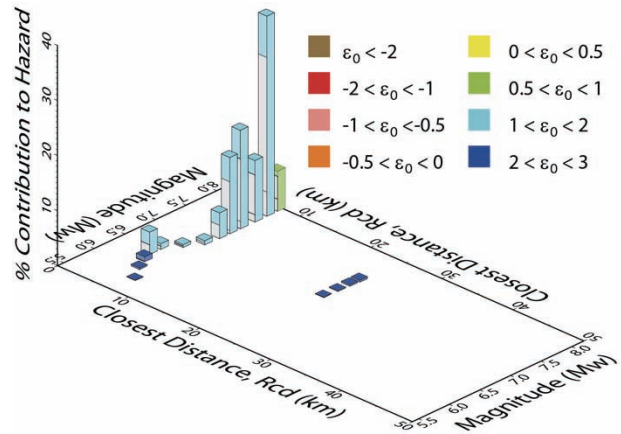 % Contribution to Hazard
40
30
20
10
0
ε0 < -2
-2 < ε0 < -1
-1 < ε0 < -0.5
-0.5 < ε0 < 0
0 < ε0 < 0.5
0.5 < ε0 < 1
1 < ε0 < 2
2 < ε0 < 3
Magnitude (Mw)
5.5
6.0
6.5
7.0
7.5
8.0
Closest Distance, Rcd (km)
10
20
30
40
50
Closest Distance, Rcd (km)
10
20
30
40
50
Magnitude (Mw)
5.5
6.0
6.5
7.0
7.5
8.0